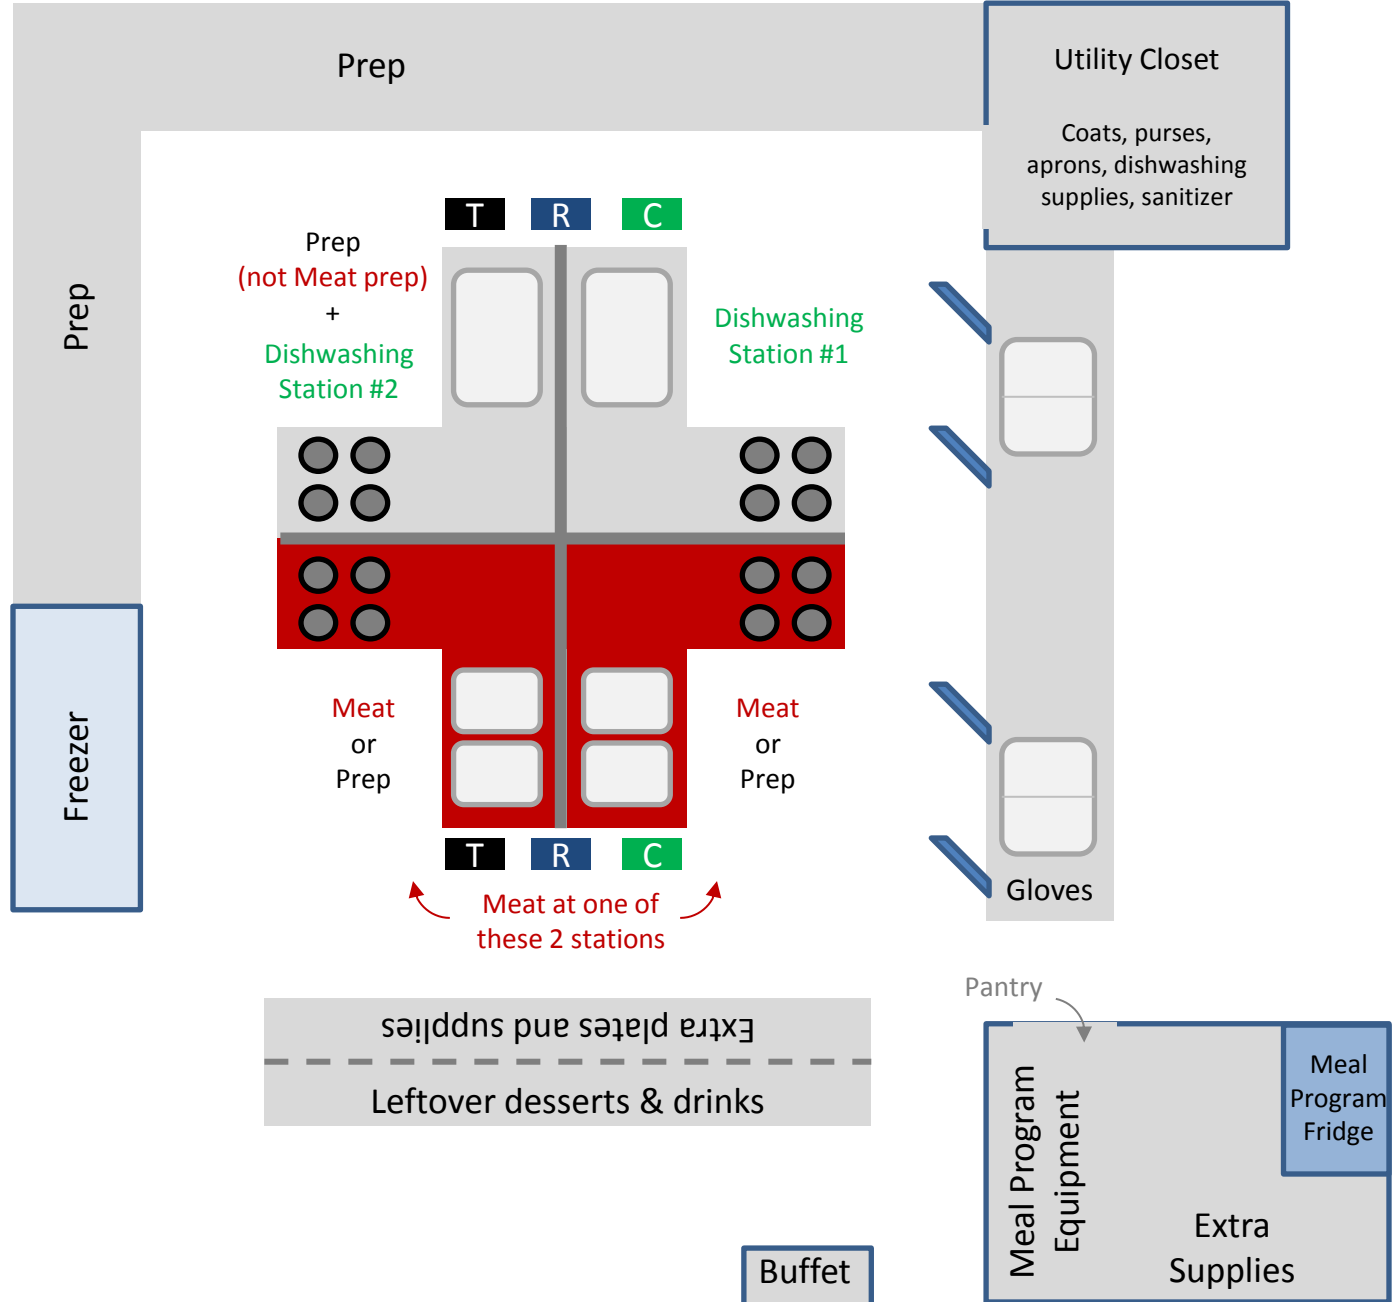 Prep
Utility Closet
Coats, purses,
aprons, dishwashing
supplies, sanitizer
T R C
Prep
(not Meat prep)
+
Dishwashing
Station #2
Dishwashing
Station #1
Prep
Freezer
Meat
or
Prep
Meat
or
Prep
T R C
Meat at one of
these 2 stations
Gloves
Extra plates and supplies
Leftover desserts & drinks
Pantry
Meal Program
Equipment
Meal
Program
Fridge
Extra
Supplies
Buffet